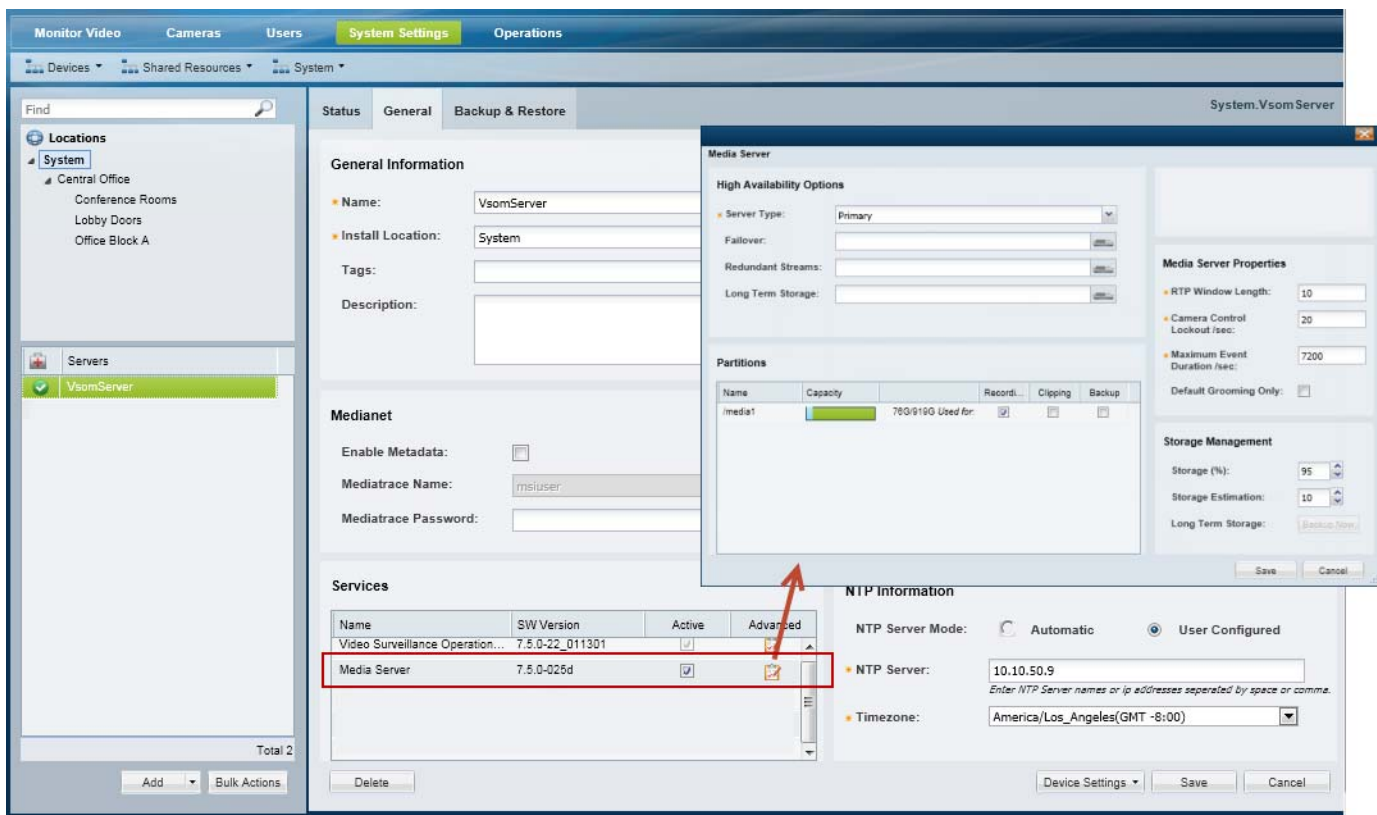 Monitor Video Cameras Users System Settings Operations
Devices Shared Resources System
Find
Locations
System
Central Office
Conference Rooms
Lobby Doors
Office Block A
Servers
VsomServer
Total 2
Add Bulk Actions
Status General Backup & Restore System.VsomServer
General Information
* Name: VsomServer
* Install Location: System
Tags:
Description:
Medianet
Enable Metadata:
Mediatrace Name: msiuser
Mediatrace Password:
Services
Name SW Version Active Advanced
Video Surveillance Operation... 7.5.0-22_011301
Media Server 7.5.0-025d
Delete
Media Server
High Availability Options
* Server Type: Primary
Failover:
Redundant Streams:
Long Term Storage:
Partitions
Name Capacity Recordi... Clipping Backup
/media1 76G/919G Used for:
Media Server Properties
* RTP Window Length: 10
* Camera Control
Lockout /sec: 20
* Maximum Event
Duration /sec: 7200
Default Grooming Only:
Storage Management
Storage (%): 95
Storage Estimation: 10
Long Term Storage: Backup Now
Save Cancel
NTP Information
NTP Server Mode: Automatic User Configured
* NTP Server: 10.10.50.9
Enter NTP Server names or ip addresses seperated by space or comma.
* Timezone: America/Los_Angeles(GMT -8:00)
Device Settings Save Cancel